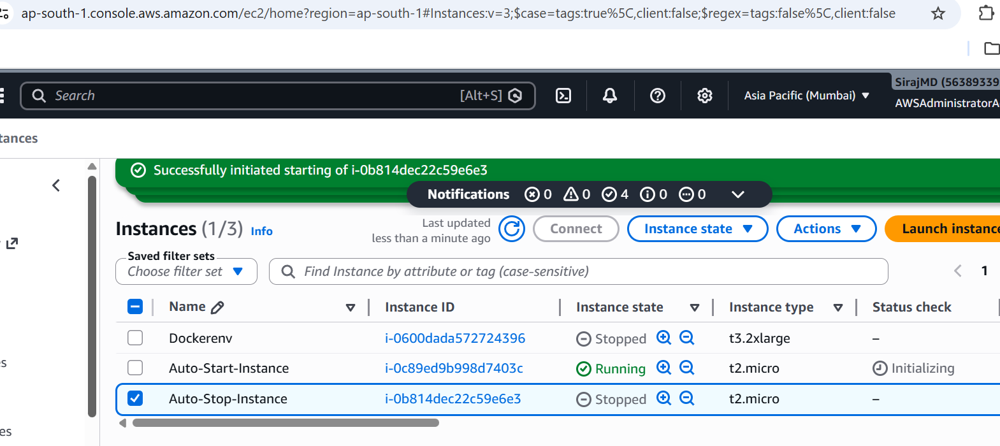 ap-south-1.console.aws.amazon.com/ec2/home?region=ap-south-1#Instances:v=3;$case=tags:true%5C,client:false;$regex=tags:false%5C,client:false
Search [Alt+S]
Asia Pacific (Mumbai)
SirajMD (56389339
AWSAdministratorA
tances
Successfully initiated starting of i-0b814dec22c59e6e3
Notifications 0 0 4 0 0
Instances (1/3) Info
Last updated
less than a minute ago
Connect
Instance state
Actions
Launch instance
Saved filter sets
Choose filter set
Find Instance by attribute or tag (case-sensitive)
1
Name Instance ID Instance state Instance type Status check
Dockerenv i-0600dada572724396 Stopped t3.2xlarge –
Auto-Start-Instance i-0c89ed9b998d7403c Running t2.micro Initializing
Auto-Stop-Instance i-0b814dec22c59e6e3 Stopped t2.micro –
es
es